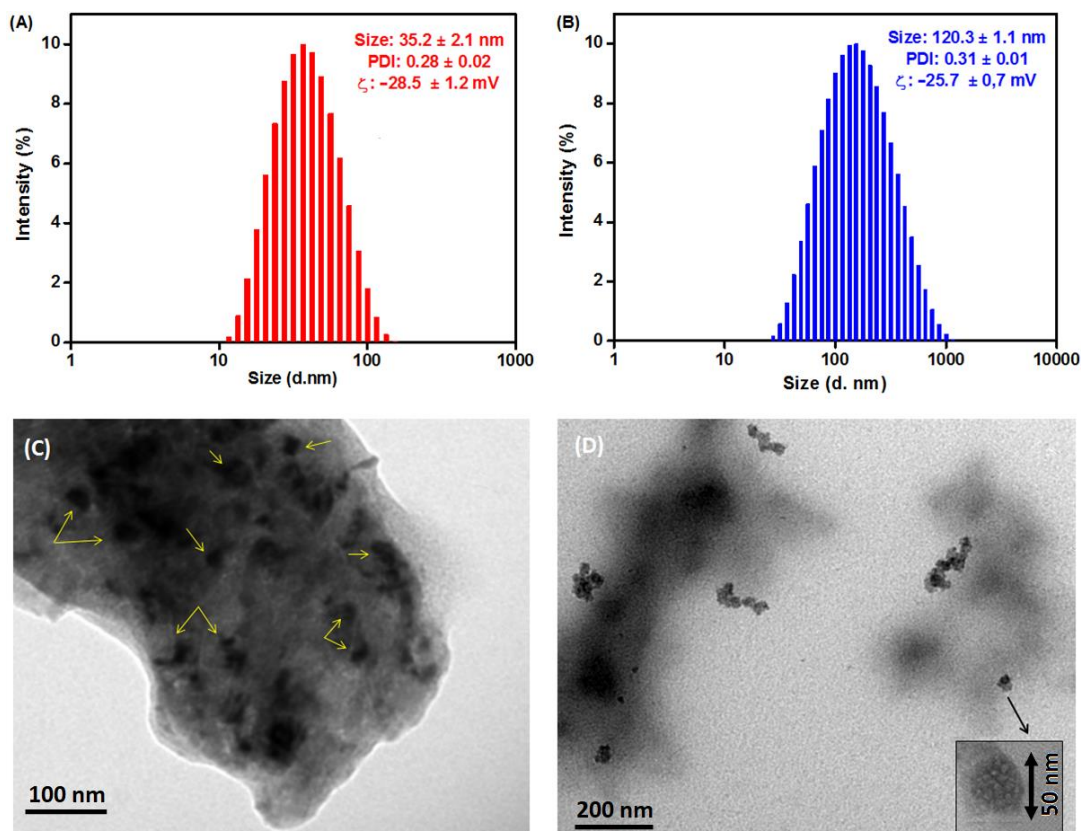 (A)
Size: 35.2 ± 2.1 nm
PDI: 0.28 ± 0.02
ζ: −28.5 ± 1.2 mV
Intensity (%)
10
8
6
4
2
0
1
10
100
1000
Size (d.nm)
(B)
Size: 120.3 ± 1.1 nm
PDI: 0.31 ± 0.01
ζ: −25.7 ± 0,7 mV
Intensity (%)
10
8
6
4
2
0
1
10
100
1000
10000
Size (d. nm)
(C)
100 nm
(D)
200 nm
50 nm